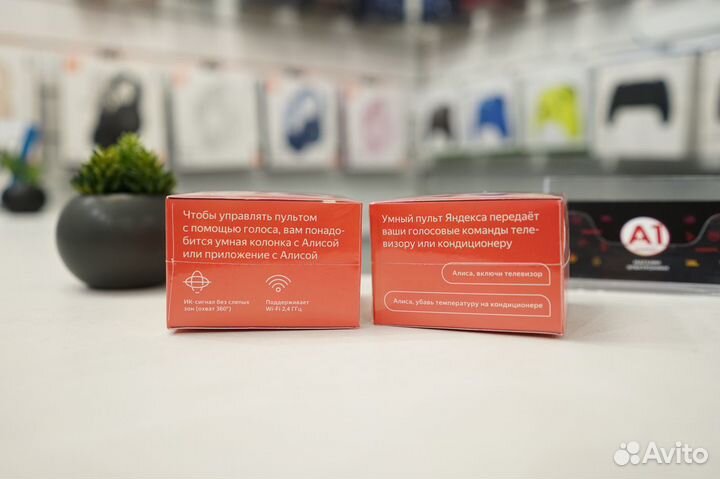 Чтобы управлять пультом
с помощью голоса, вам понадо-
бится умная колонка с Алисой
или приложение с Алисой
ИК-сигнал без слепых
зон (охват 360°)
Поддерживает
Wi-Fi 2,4 ГГц
Умный пульт Яндекса передаёт
ваши голосовые команды теле-
визору или кондиционеру
Алиса, включи телевизор
Алиса, убавь температуру на кондиционере
A1
Avito